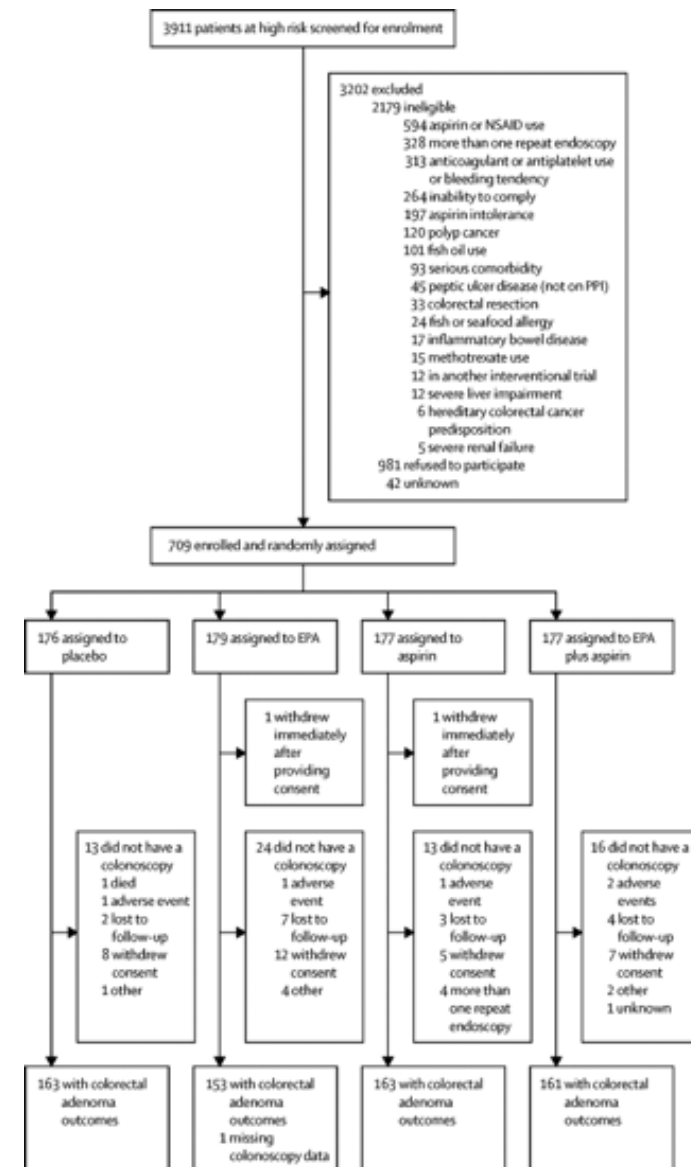 3911 patients at high risk screened for enrolment
3202 excluded
2179 ineligible
594 aspirin or NSAID use
328 more than one repeat endoscopy
313 anticoagulant or antiplatelet use
or bleeding tendency
264 inability to comply
197 aspirin intolerance
120 polyp cancer
101 fish oil use
93 serious comorbidity
45 peptic ulcer disease (not on PPI)
33 colorectal resection
24 fish or seafood allergy
17 inflammatory bowel disease
15 methotrexate use
12 in another interventional trial
12 severe liver impairment
6 hereditary colorectal cancer
predisposition
5 severe renal failure
981 refused to participate
42 unknown
709 enrolled and randomly assigned
176 assigned to
placebo
179 assigned to EPA
177 assigned to
aspirin
177 assigned to EPA
plus aspirin
1 withdrew
immediately
after
providing
consent
1 withdrew
immediately
after
providing
consent
13 did not have a
colonoscopy
1 died
1 adverse event
2 lost to
follow-up
8 withdrew
consent
1 other
24 did not have a
colonoscopy
1 adverse
event
7 lost to
follow-up
12 withdrew
consent
4 other
13 did not have a
colonoscopy
1 adverse
event
3 lost to
follow-up
5 withdrew
consent
4 more than
one repeat
endoscopy
16 did not have a
colonoscopy
2 adverse
events
4 lost to
follow-up
7 withdrew
consent
2 other
1 unknown
163 with colorectal
adenoma
outcomes
153 with colorectal
adenoma
outcomes
1 missing
colonoscopy data
163 with colorectal
adenoma
outcomes
161 with colorectal
adenoma
outcomes